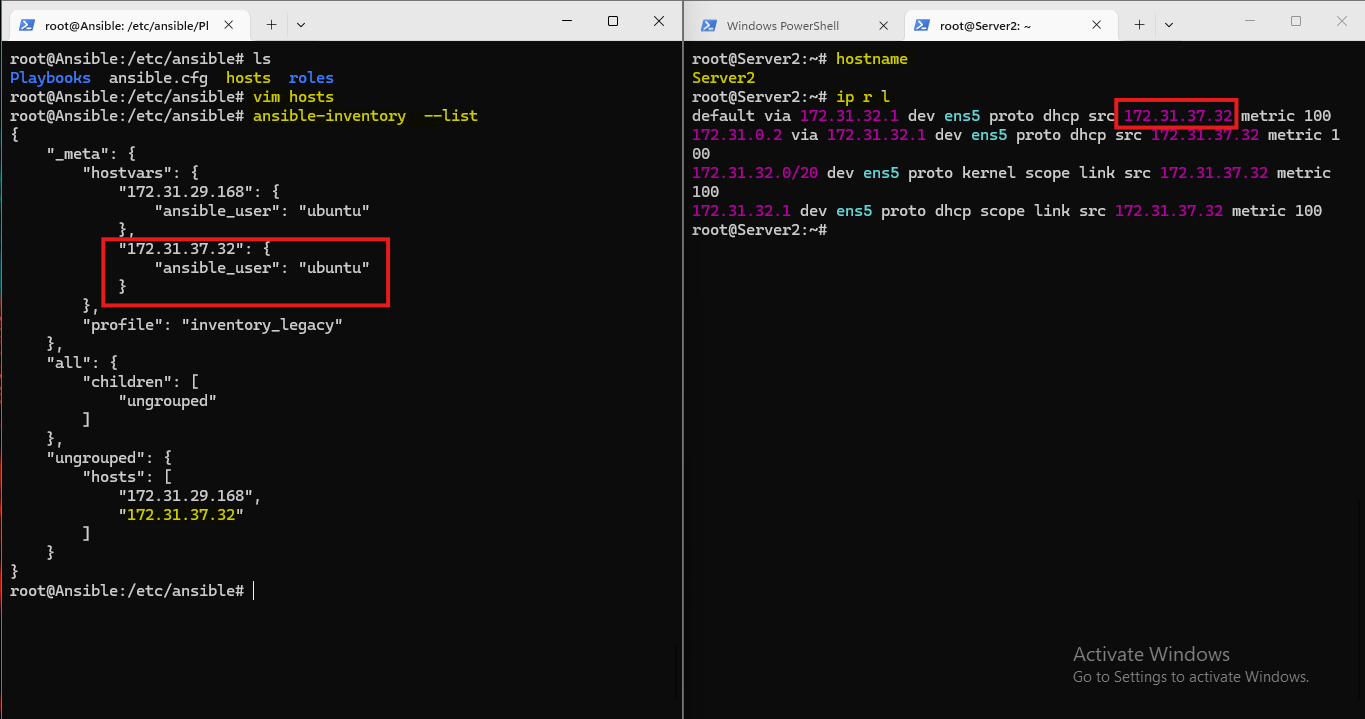 root@Ansible: /etc/ansible/Pl
root@Ansible:/etc/ansible# ls
Playbooks  ansible.cfg  hosts  roles
root@Ansible:/etc/ansible# vim hosts
root@Ansible:/etc/ansible# ansible-inventory  --list
{
    "_meta": {
        "hostvars": {
            "172.31.29.168": {
                "ansible_user": "ubuntu"
            },
            "172.31.37.32": {
                "ansible_user": "ubuntu"
            }
        },
        "profile": "inventory_legacy"
    },
    "all": {
        "children": [
            "ungrouped"
        ]
    },
    "ungrouped": {
        "hosts": [
            "172.31.29.168",
            "172.31.37.32"
        ]
    }
}
root@Ansible:/etc/ansible#
Windows PowerShell
root@Server2: ~
root@Server2:~# hostname
Server2
root@Server2:~# ip r l
default via 172.31.32.1 dev ens5 proto dhcp src 172.31.37.32 metric 100
172.31.0.2 via 172.31.32.1 dev ens5 proto dhcp src 172.31.37.32 metric 1
00
172.31.32.0/20 dev ens5 proto kernel scope link src 172.31.37.32 metric
100
172.31.32.1 dev ens5 proto dhcp scope link src 172.31.37.32 metric 100
root@Server2:~#
Activate Windows
Go to Settings to activate Windows.